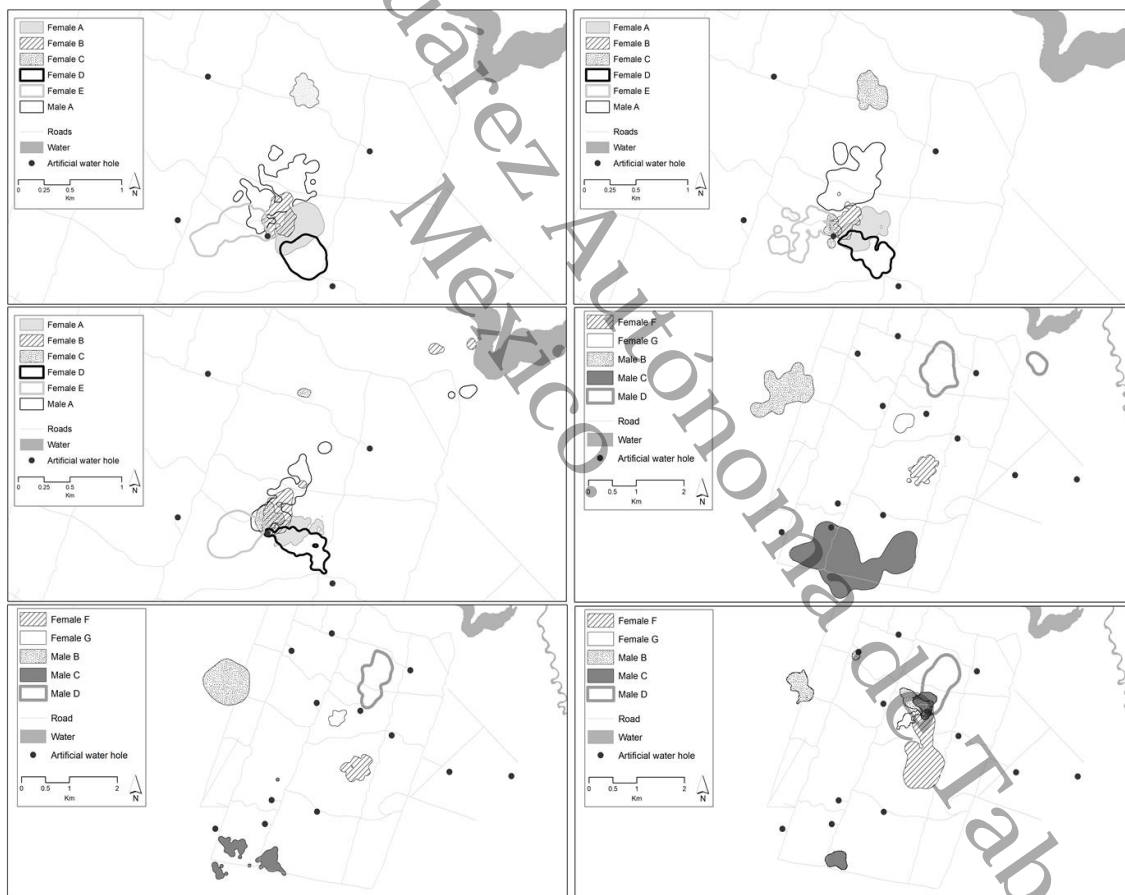 Female A
Female B
Female C
Female D
Female E
Male A
Roads
Water
Artificial water hole
0 0.25 0.5 1
Km
N
Female A
Female B
Female C
Female D
Female E
Male A
Roads
Water
Artificial water hole
0 0.25 0.5 1
Km
N
Female A
Female B
Female C
Female D
Female E
Male A
Roads
Water
Artificial water hole
0 0.25 0.5 1
Km
N
Female F
Female G
Male B
Male C
Male D
Road
Water
Artificial water hole
0 0.5 1 2
Km
N
Female F
Female G
Male B
Male C
Male D
Road
Water
Artificial water hole
0 0.5 1 2
Km
N
Female F
Female G
Male B
Male C
Male D
Road
Water
Artificial water hole
0 0.5 1 2
Km
N
Autónoma de
México.